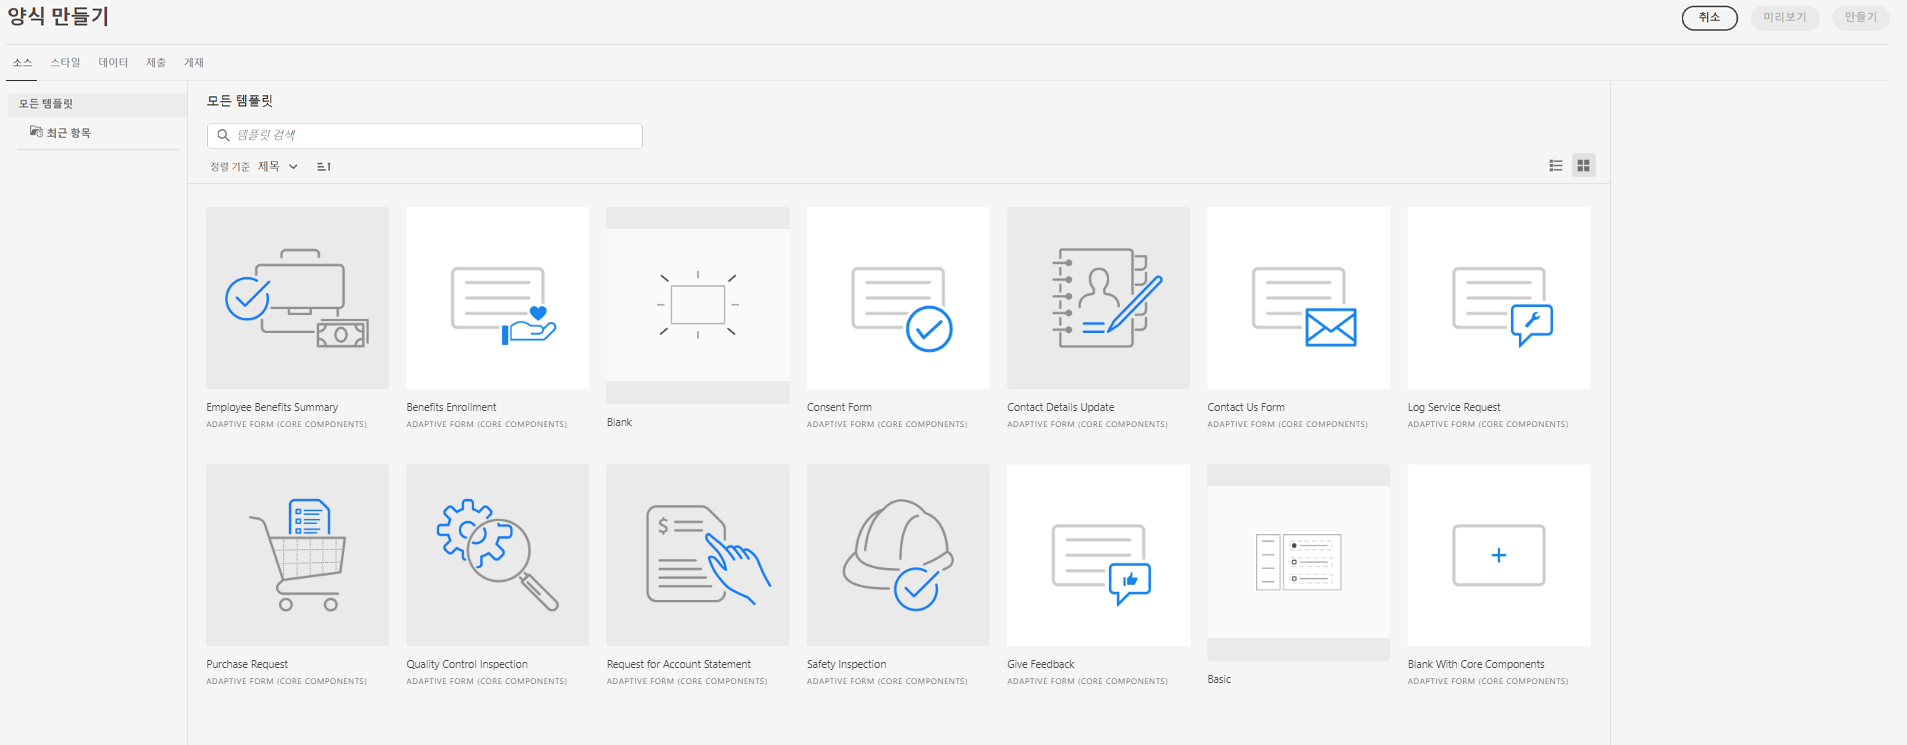 양식 만들기
취소
미리보기
만들기
소스 스타일 데이터 제출 게재
모든 템플릿
최근 항목
모든 템플릿
템플릿 검색
정렬 기준 제목
Employee Benefits Summary
ADAPTIVE FORM (CORE COMPONENTS)
Benefits Enrollment
ADAPTIVE FORM (CORE COMPONENTS)
Blank
Consent Form
ADAPTIVE FORM (CORE COMPONENTS)
Contact Details Update
ADAPTIVE FORM (CORE COMPONENTS)
Contact Us Form
ADAPTIVE FORM (CORE COMPONENTS)
Log Service Request
ADAPTIVE FORM (CORE COMPONENTS)
$
Purchase Request
ADAPTIVE FORM (CORE COMPONENTS)
Quality Control Inspection
ADAPTIVE FORM (CORE COMPONENTS)
Request for Account Statement
ADAPTIVE FORM (CORE COMPONENTS)
Safety Inspection
ADAPTIVE FORM (CORE COMPONENTS)
Give Feedback
ADAPTIVE FORM (CORE COMPONENTS)
Basic
Blank With Core Components
ADAPTIVE FORM (CORE COMPONENTS)